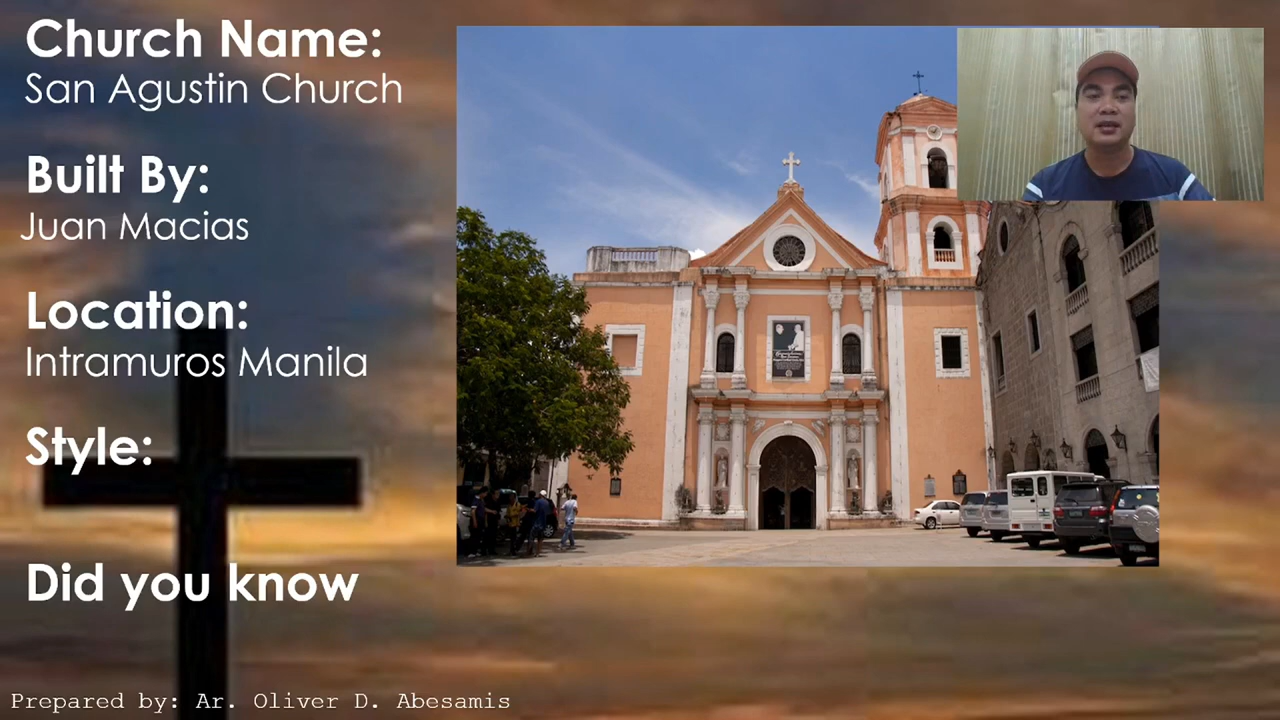 Church Name:
San Agustin Church
Built By:
Juan Macias
Location:
Intramuros Manila
Style:
Did you know
Prepared by: Ar. Oliver D. Abesamis